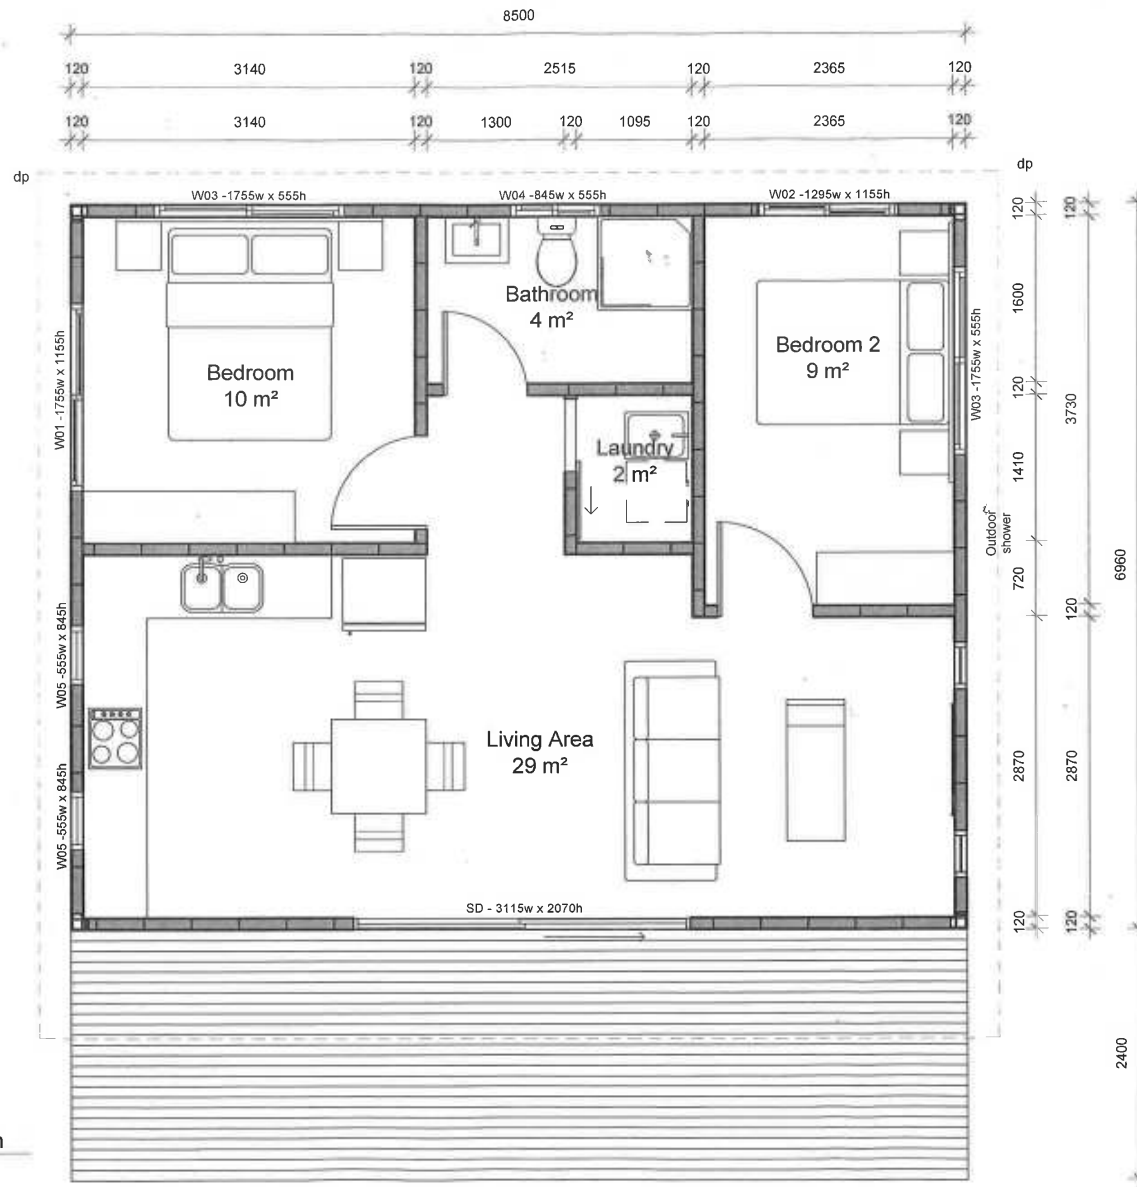 8500
120 3140 120 2515 120 2365 120
120 3140 120 1300 120 1095 120 2365 120
dp
dp
W03 -1755w x 555h
W04 -845w x 555h
W02 -1295w x 1155h
120
120
Bathroom
4 m²
1600
Bedroom
10 m²
Bedroom 2
9 m²
W01 -1755w x 1155h
W03 -1755w x 555h
120
3730
Laundry
2 m²
1410
Outdoor
shower
720
6960
120
W05 -555w x 845h
Living Area
29 m²
2870
2870
W05 -555w x 845h
SD - 3115w x 2070h
120
120
2400